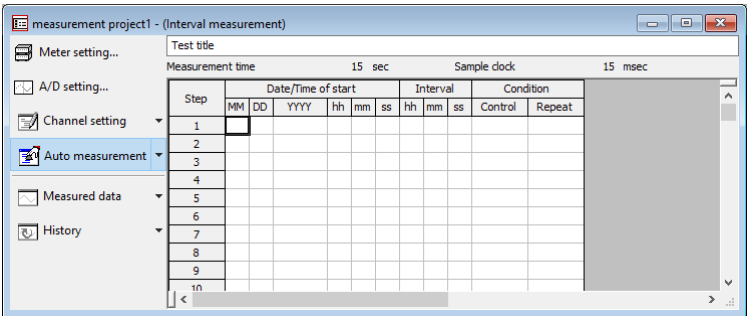 measurement project1 - (Interval measurement)
Meter setting...
A/D setting...
Channel setting
Auto measurement
Measured data
History
Test title
Measurement time 15 sec Sample clock 15 msec
Step Date/Time of start Interval Condition
MM DD YYYY hh mm ss hh mm ss Control Repeat
1
2
3
4
5
6
7
8
9
10